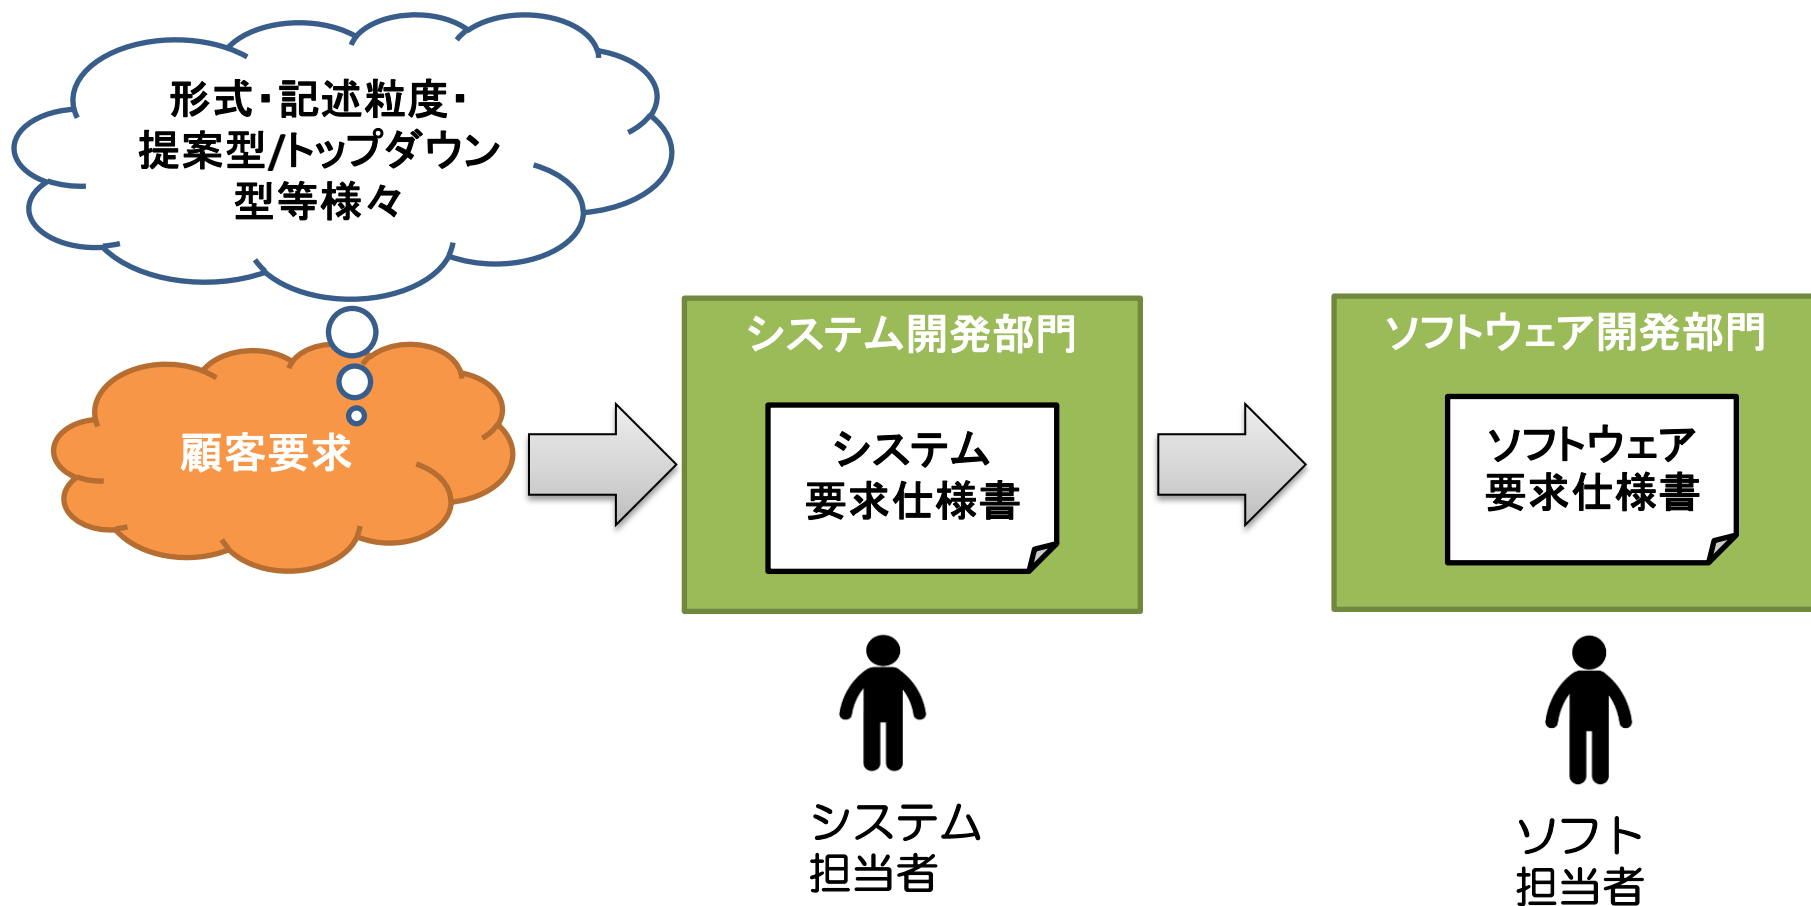 形式・記述粒度・
提案型/トップダウン
型等様々
顧客要求
システム開発部門
システム
要求仕様書
システム
担当者
ソフトウェア開発部門
ソフトウェア
要求仕様書
ソフト
担当者